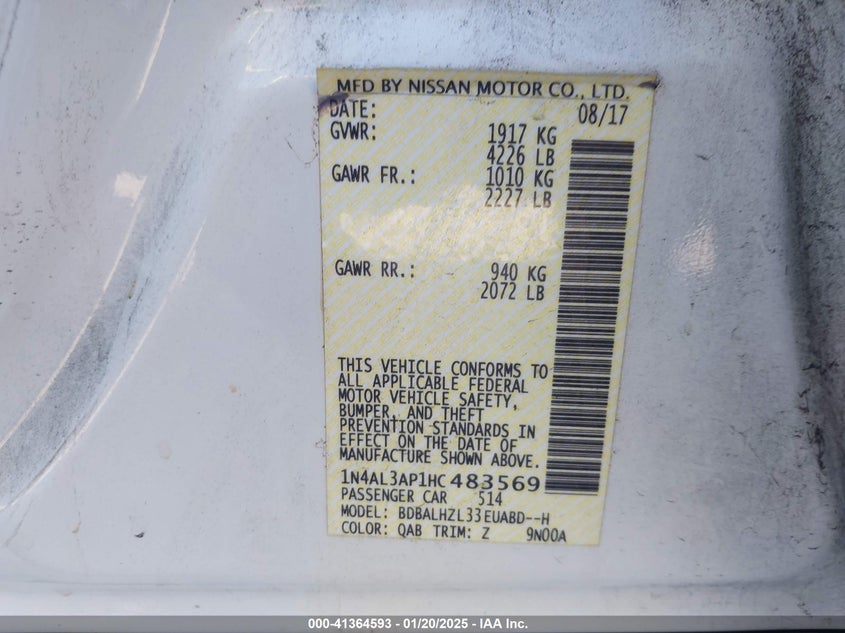 MFD BY NISSAN MOTOR CO., LTD.
DATE: 08/17
GVWR: 1917 KG
4226 LB
GAWR FR.: 1010 KG
2227 LB
GAWR RR.: 940 KG
2072 LB
THIS VEHICLE CONFORMS TO
ALL APPLICABLE FEDERAL
MOTOR VEHICLE SAFETY,
BUMPER, AND THEFT
PREVENTION STANDARDS IN
EFFECT ON THE DATE OF
MANUFACTURE SHOWN ABOVE.
1N4AL3AP1HC483569
PASSENGER CAR 514
MODEL: BDBALHZL33EUABD--H
COLOR: QAB TRIM: Z 9N00A
000-41364593 - 01/20/2025 - IAA Inc.